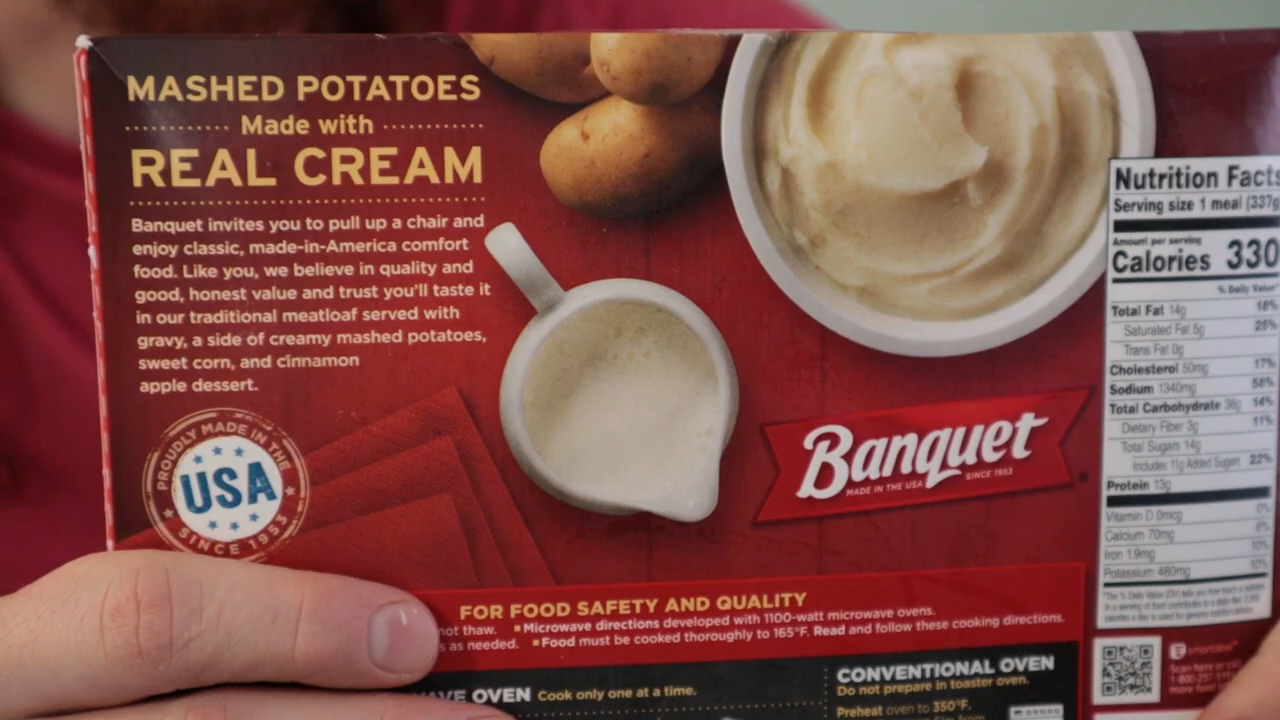 MASHED POTATOES
Made with
REAL CREAM
Banquet invites you to pull up a chair and
enjoy classic, made-in-America comfort
food. Like you, we believe in quality and
good, honest value and trust you'll taste it
in our traditional meatloaf served with
gravy, a side of creamy mashed potatoes,
sweet corn, and cinnamon
apple dessert.
PROUDLY MADE IN THE
USA
SINCE 1953
Banquet
MADE IN THE USA SINCE 1953
®
FOR FOOD SAFETY AND QUALITY
not thaw. ▪Microwave directions developed with 1100-watt microwave ovens.
as needed. ▪Food must be cooked thoroughly to 165°F. Read and follow these cooking directions.
OVEN Cook only one at a time.
CONVENTIONAL OVEN
Do not prepare in toaster oven.
Preheat oven to 350°F.
Nutrition Facts
Serving size 1 meal (337g
Amount per serving
Calories 330
% Daily Value*
Total Fat 14g 18%
Saturated Fat 5g 25%
Trans Fat 0g
Cholesterol 50mg 17%
Sodium 1340mg 58%
Total Carbohydrate 38g 14%
Dietary Fiber 3g 11%
Total Sugars 14g
Includes 11g Added Sugars 22%
Protein 13g
Vitamin D 0mcg 0%
Calcium 70mg 6%
Iron 1.9mg 10%
Potassium 480mg 10%
smartlabel
Scan here or call